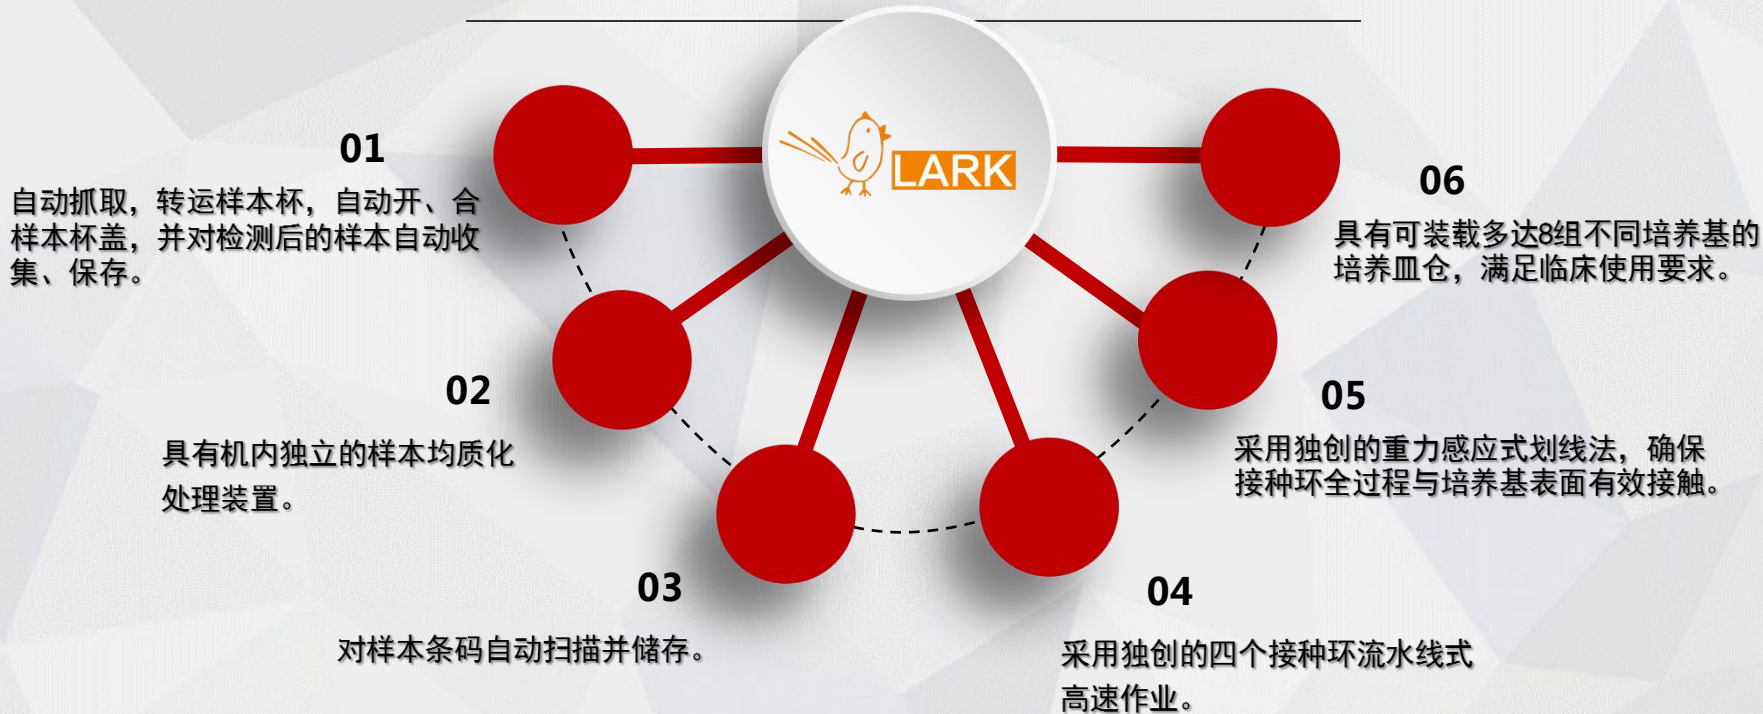 LARK
01
自动抓取，转运样本杯，自动开、合
样本杯盖，并对检测后的样本自动收
集、保存。
02
具有机内独立的样本均质化
处理装置。
03
对样本条码自动扫描并储存。
04
采用独创的四个接种环流水线式
高速作业。
05
采用独创的重力感应式划线法，确保
接种环全过程与培养基表面有效接触。
06
具有可装载多达8组不同培养基的
培养皿仓，满足临床使用要求。